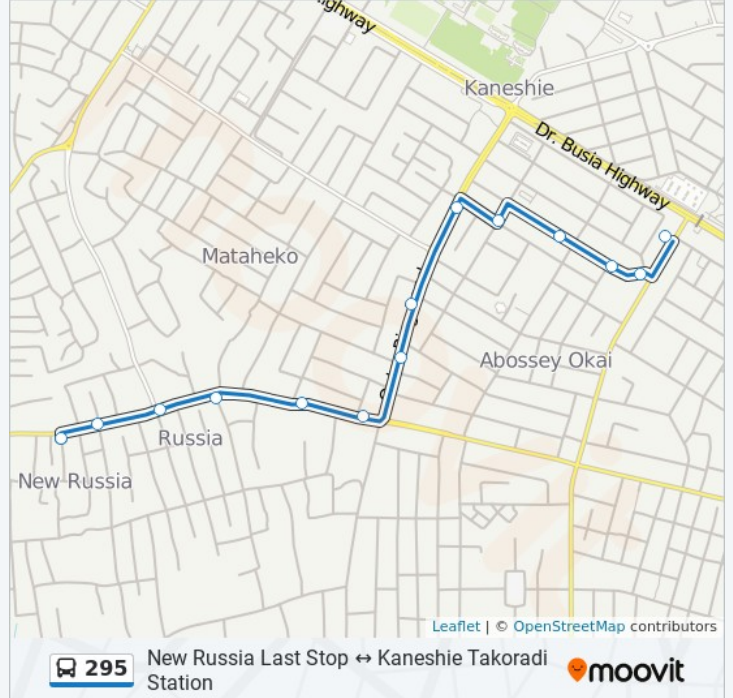 ighway
Kaneshie
Dr. Busia Highway
Mataheko
Abossey Okai
Russia
New Russia
Leaflet | © OpenStreetMap contributors
295
New Russia Last Stop ↔ Kaneshie Takoradi
Station
moovit